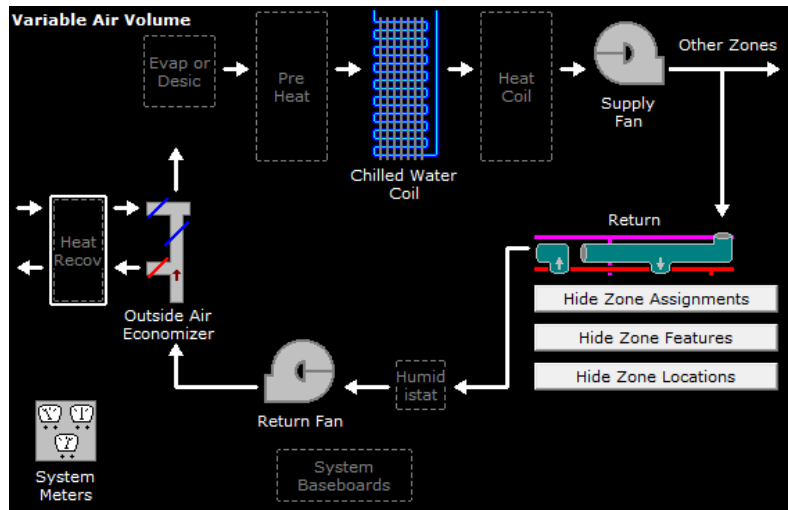 Variable Air Volume
Evap or
Desic
Pre
Heat
Chilled Water
Coil
Heat
Coil
Supply
Fan
Other Zones
Heat
Recov
Outside Air
Economizer
Return
Hide Zone Assignments
Hide Zone Features
Hide Zone Locations
Return Fan
Humid
istat
System
Meters
System
Baseboards